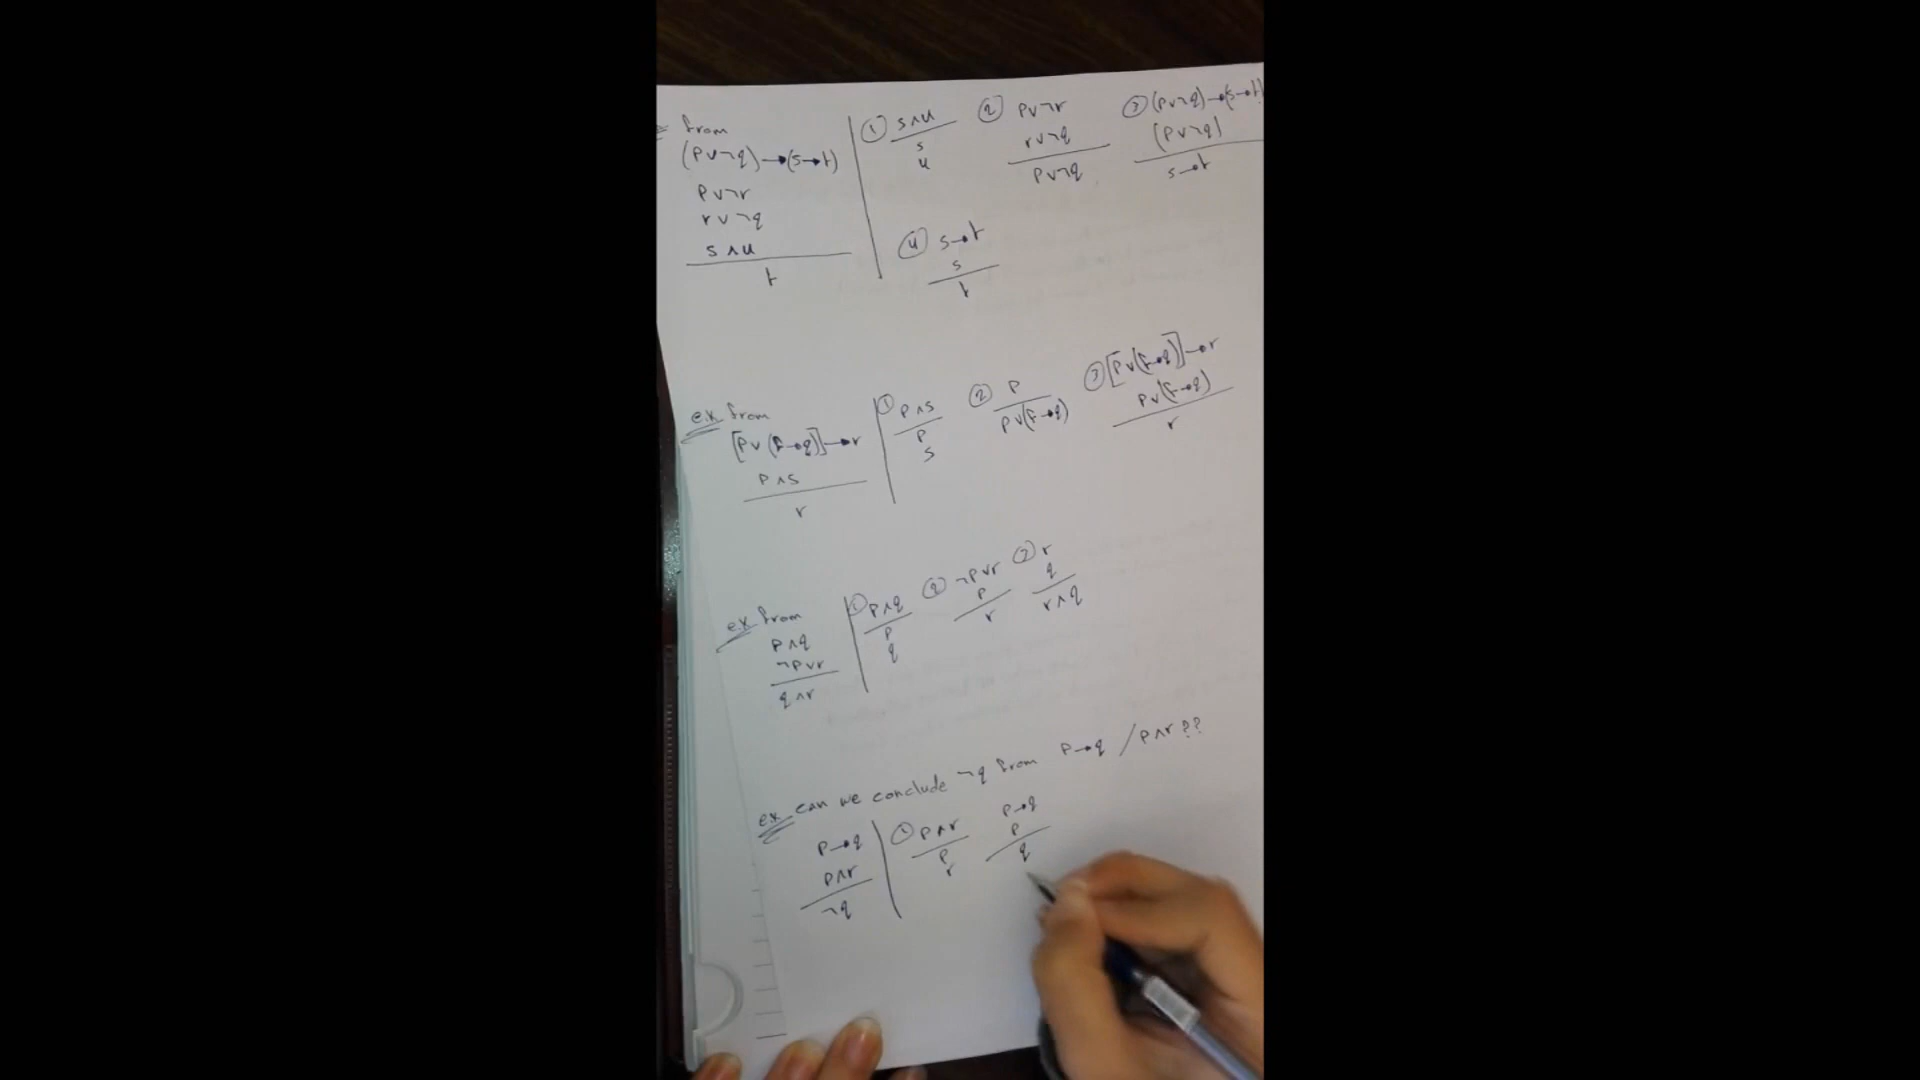 ex from
(p∨¬q)→(s→t)
p∨¬r
r∨¬q
s∧u
t
① s∧u
s
u
② p∨¬r
r∨¬q
p∨¬q
③ (p∨¬q)→(s→t)
(p∨¬q)
s→t
④ s→t
s
t
ex from
[p∨(t→q)]→r
p∧s
r
① p∧s
p
s
② p
p∨(t→q)
③ [p∨(t→q)]→r
p∨(t→q)
r
ex from
p∧q
¬p∨r
q∧r
① p∧q
p
q
② ¬p∨r
p
r
③ r
q
r∧q
ex can we conclude ¬q from p→q / p∧r??
p→q
p∧r
¬q
① p∧r
p
r
p→q
p
q